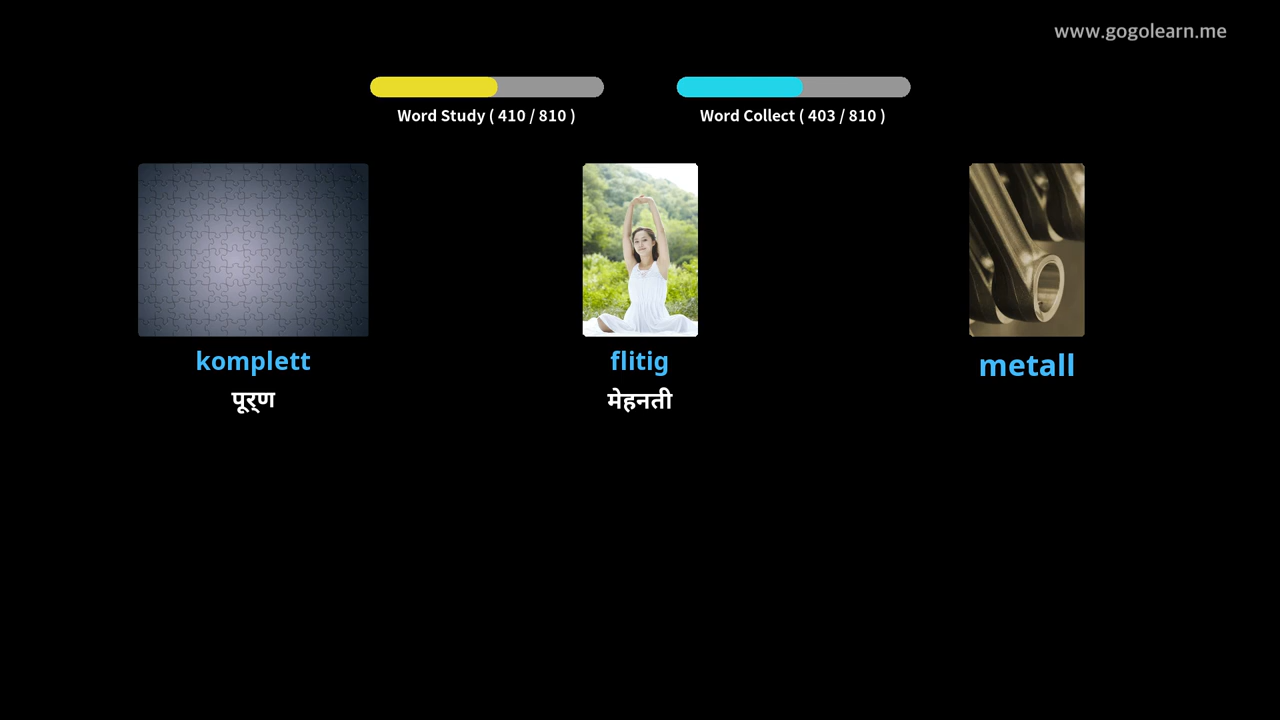 www.gogolearn.me
Word Study ( 410 / 810 )
Word Collect ( 403 / 810 )
komplett
flitig
metall
पूर्ण
मेहनती